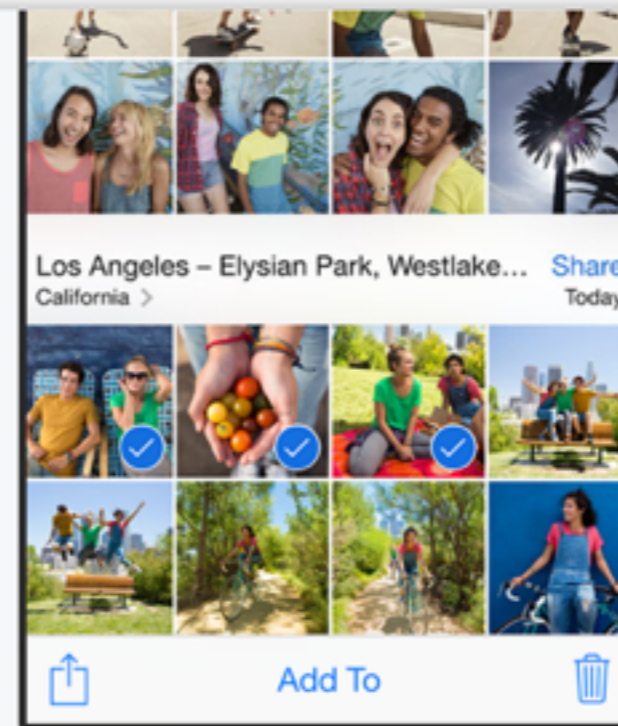 Los Angeles – Elysian Park, Westlake... Share
California > Today
Add To